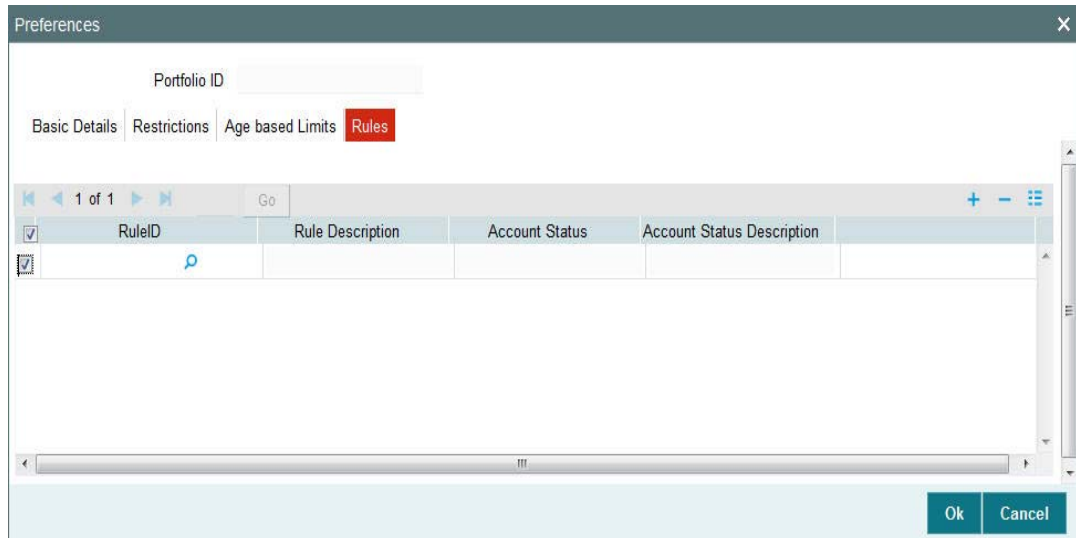 Preferences X
Portfolio ID
Basic Details Restrictions Age based Limits Rules
1 of 1 Go
RuleID Rule Description Account Status Account Status Description
Ok Cancel